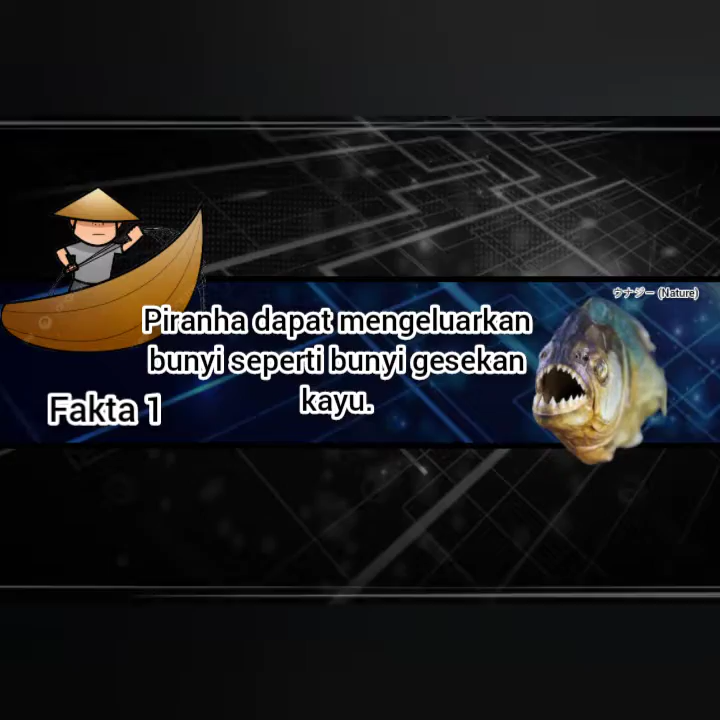 ウナジー (Nature)
Piranha dapat mengeluarkan
bunyi seperti bunyi gesekan
kayu.
Fakta 1